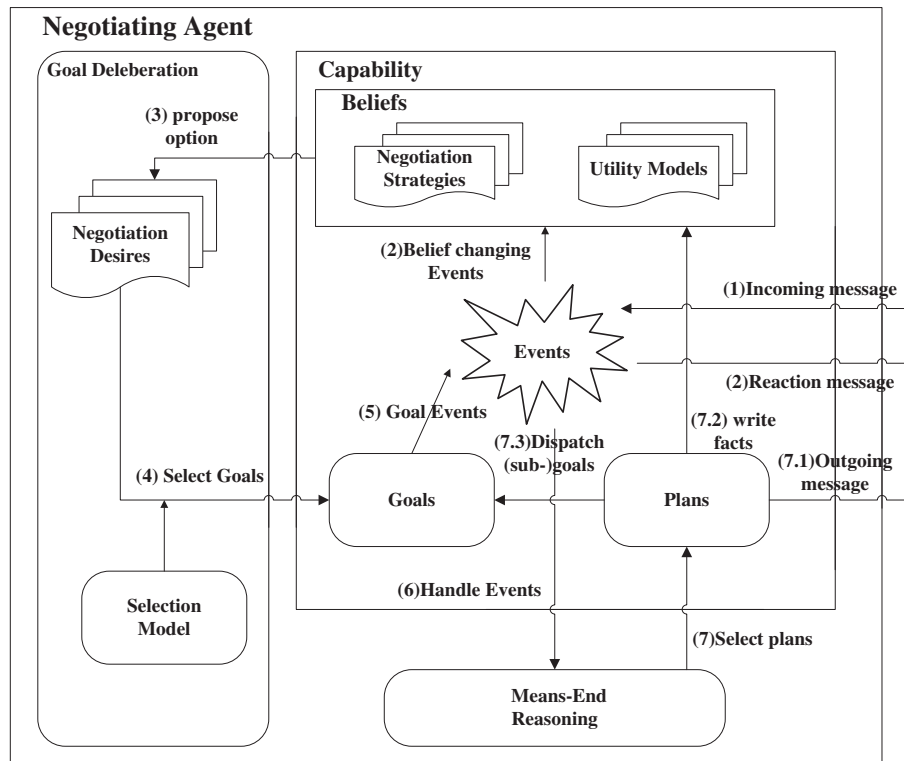 Negotiating Agent
Goal Deleberation
Capability
Beliefs
(3) propose
option
Negotiation
Strategies
Utility Models
Negotiation
Desires
(2)Belief changing
Events
(1)Incoming message
Events
(2)Reaction message
(5) Goal Events
(7.3)Dispatch
(sub-)goals
(7.2) write
facts
(7.1)Outgoing
message
(4) Select Goals
Goals
Plans
(6)Handle Events
Selection
Model
(7)Select plans
Means-End
Reasoning